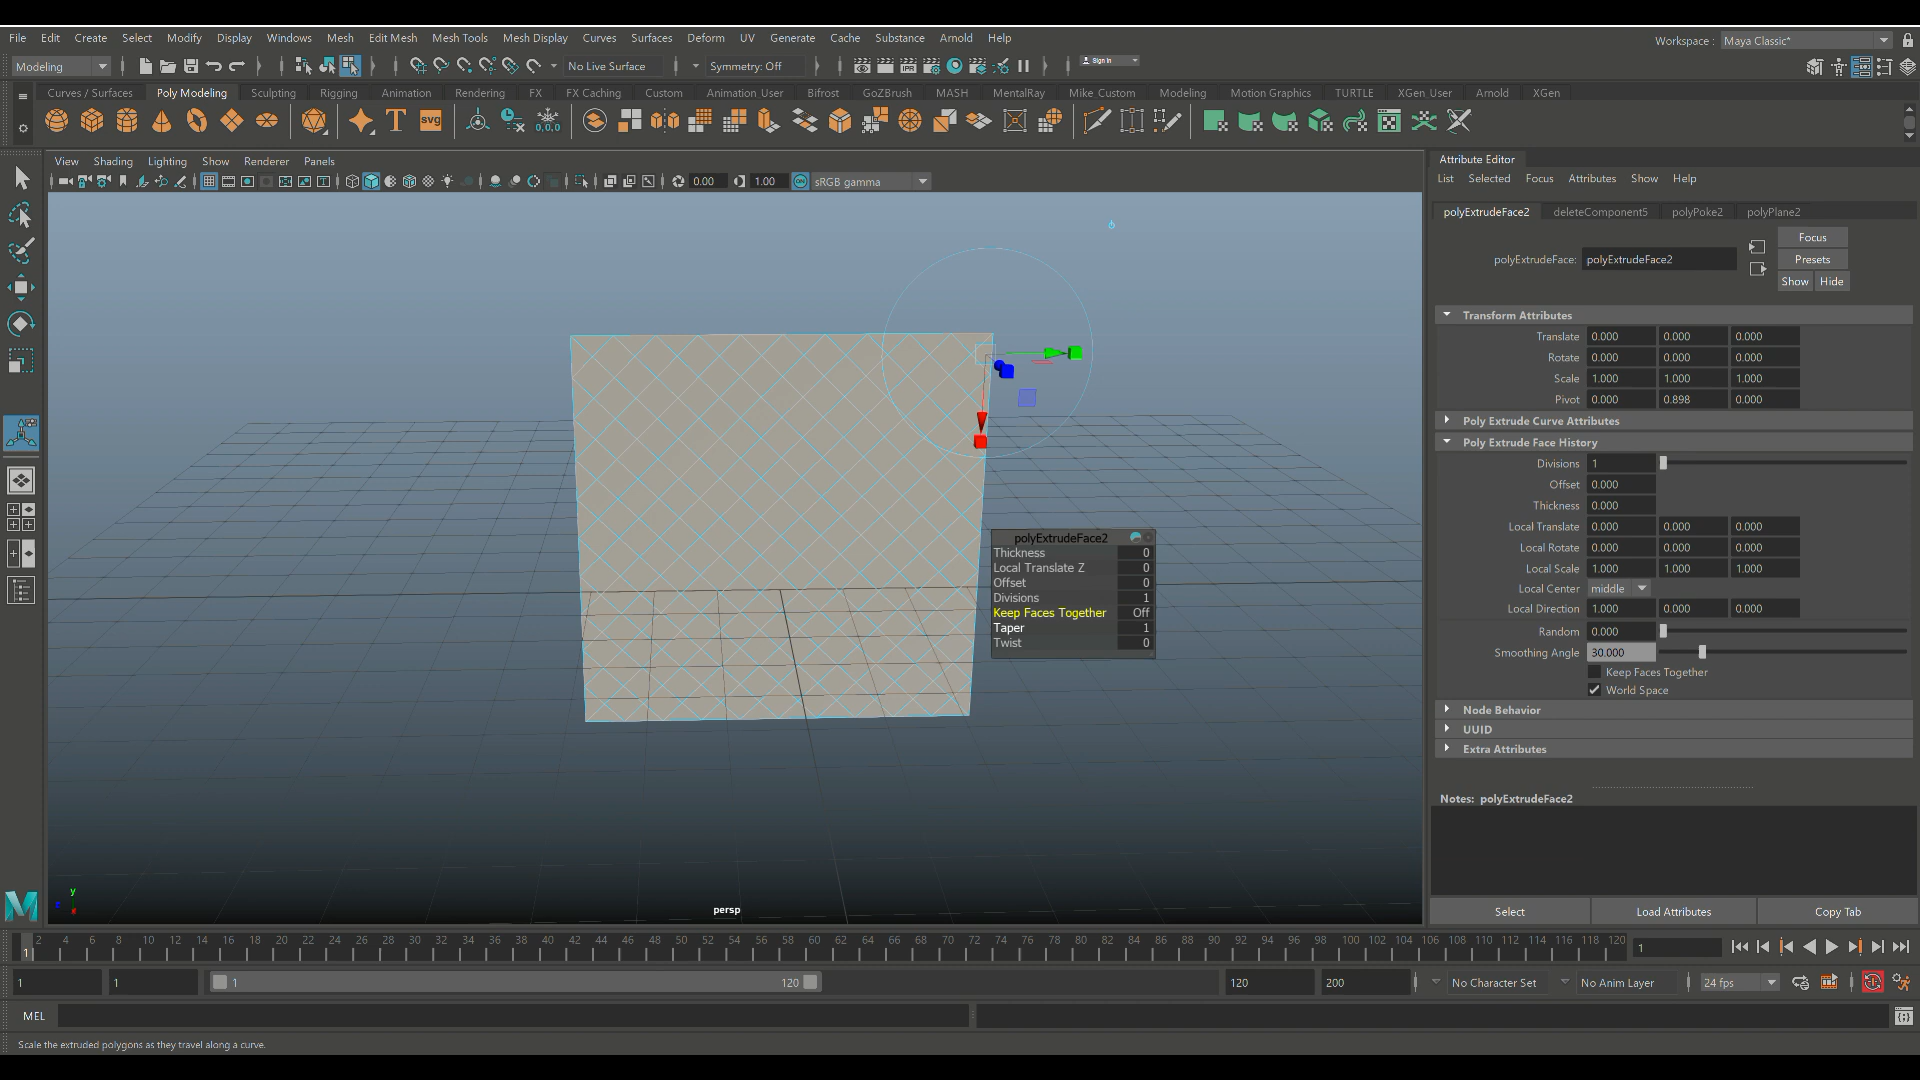 File Edit Create Select Modify Display Windows Mesh Edit Mesh Mesh Tools Mesh Display Curves Surfaces Deform UV Generate Cache Substance Arnold Help
Workspace : Maya Classic*
Modeling No Live Surface Symmetry: Off Sign In
Curves / Surfaces Poly Modeling Sculpting Rigging Animation Rendering FX FX Caching Custom Animation_User Bifrost GoZBrush MASH MentalRay Mike_Custom Modeling Motion Graphics TURTLE XGen_User Arnold XGen
T SVG 0,0,0
View Shading Lighting Show Renderer Panels
0.00 1.00 ON sRGB gamma
Attribute Editor
List Selected Focus Attributes Show Help
polyExtrudeFace2 deleteComponent5 polyPoke2 polyPlane2
Focus
polyExtrudeFace: polyExtrudeFace2 Presets
Show Hide
Transform Attributes
Translate 0.000 0.000 0.000
Rotate 0.000 0.000 0.000
Scale 1.000 1.000 1.000
Pivot 0.000 0.898 0.000
Poly Extrude Curve Attributes
Poly Extrude Face History
Divisions 1
Offset 0.000
Thickness 0.000
Local Translate 0.000 0.000 0.000
Local Rotate 0.000 0.000 0.000
Local Scale 1.000 1.000 1.000
Local Center middle
Local Direction 1.000 0.000 0.000
Random 0.000
Smoothing Angle 30.000
Keep Faces Together
World Space
Node Behavior
UUID
Extra Attributes
Notes: polyExtrudeFace2
Select Load Attributes Copy Tab
polyExtrudeFace2
Thickness 0
Local Translate Z 0
Offset 0
Divisions 1
Keep Faces Together Off
Taper 1
Twist 0
y
persp
2 4 6 8 10 12 14 16 18 20 22 24 26 28 30 32 34 36 38 40 42 44 46 48 50 52 54 56 58 60 62 64 66 68 70 72 74 76 78 80 82 84 86 88 90 92 94 96 98 100 102 104 106 108 110 112 114 116 118 120
1 1
1 1 1 120 120 200 No Character Set No Anim Layer 24 fps
MEL
Scale the extruded polygons as they travel along a curve.